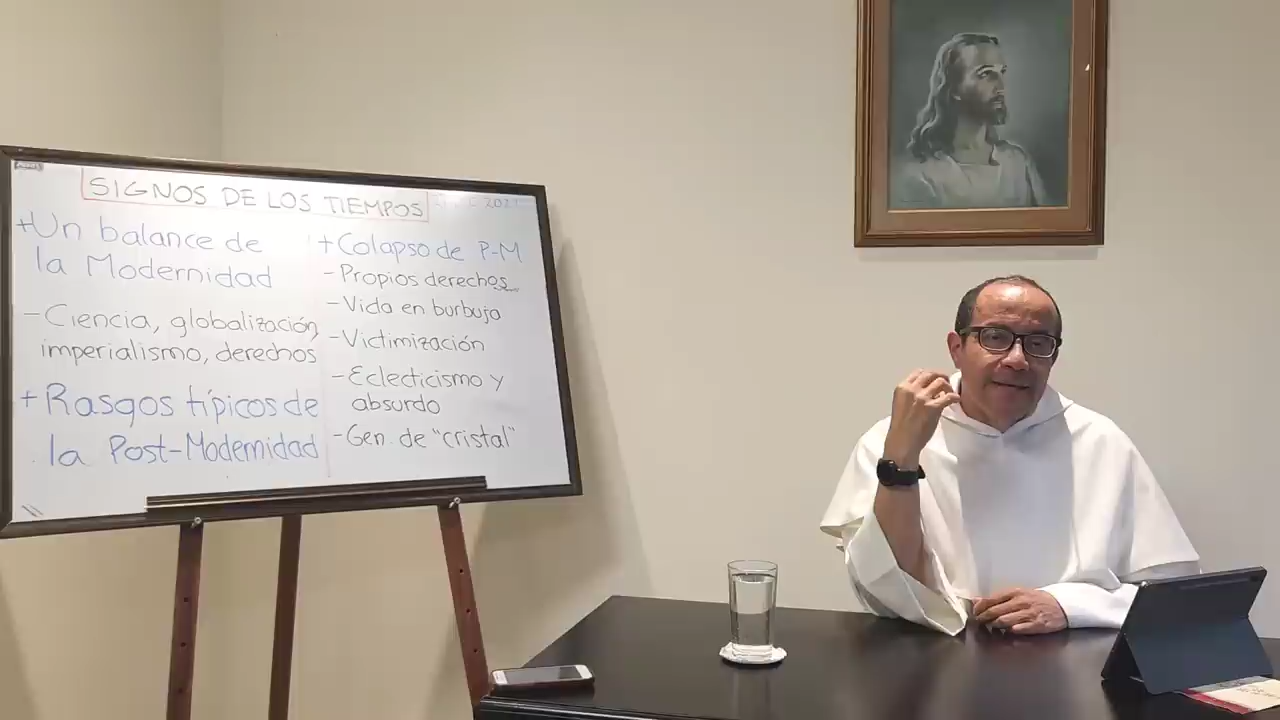 SIGNOS DE LOS TIEMPOS
+Un balance de
la Modernidad
-Ciencia, globalización,
imperialismo, derechos
+Rasgos típicos de
la Post-Modernidad
+Colapso de P-M
-Propios derechos
-Vida en burbuja
-Victimización
-Eclecticismo y
absurdo
-Gen. de "cristal"